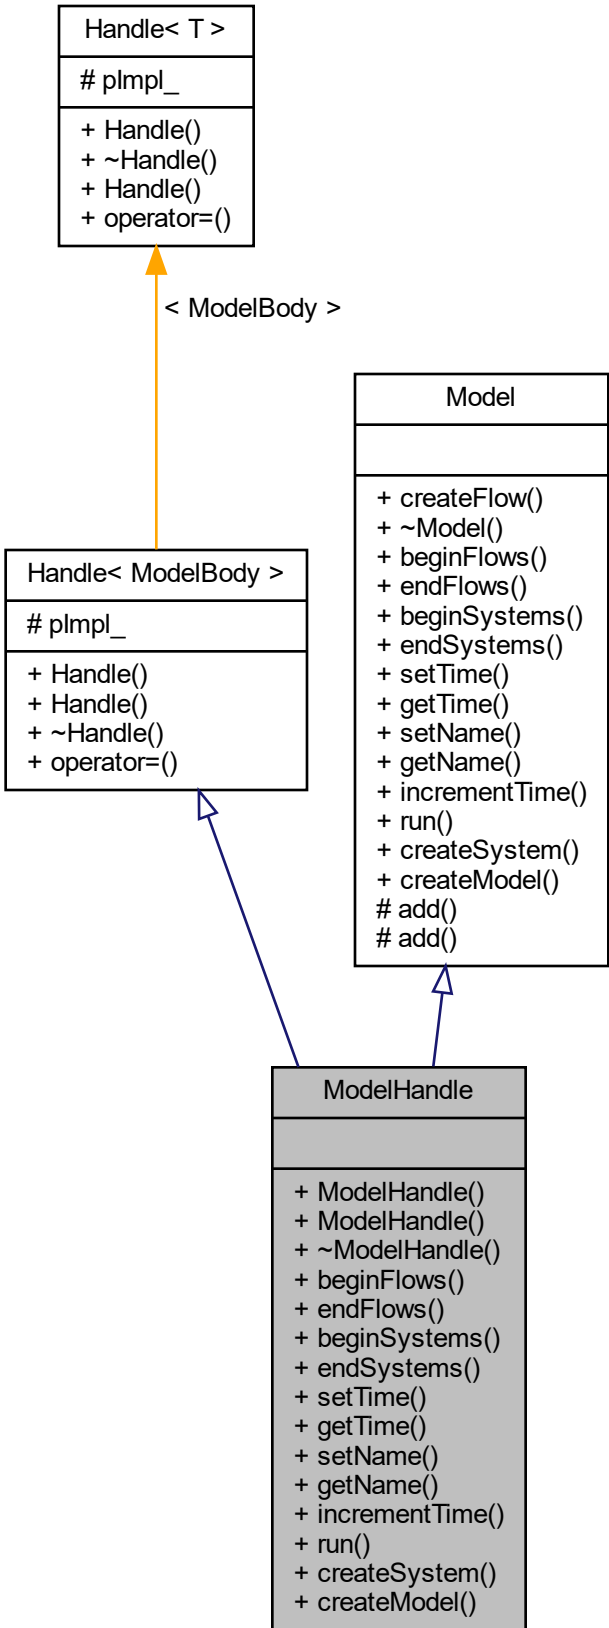 Handle< T >
# pImpl_
+ Handle()
+ ~Handle()
+ Handle()
+ operator=()
< ModelBody >
Handle< ModelBody >
# pImpl_
+ Handle()
+ Handle()
+ ~Handle()
+ operator=()
Model
+ createFlow()
+ ~Model()
+ beginFlows()
+ endFlows()
+ beginSystems()
+ endSystems()
+ setTime()
+ getTime()
+ setName()
+ getName()
+ incrementTime()
+ run()
+ createSystem()
+ createModel()
# add()
# add()
ModelHandle
+ ModelHandle()
+ ModelHandle()
+ ~ModelHandle()
+ beginFlows()
+ endFlows()
+ beginSystems()
+ endSystems()
+ setTime()
+ getTime()
+ setName()
+ getName()
+ incrementTime()
+ run()
+ createSystem()
+ createModel()